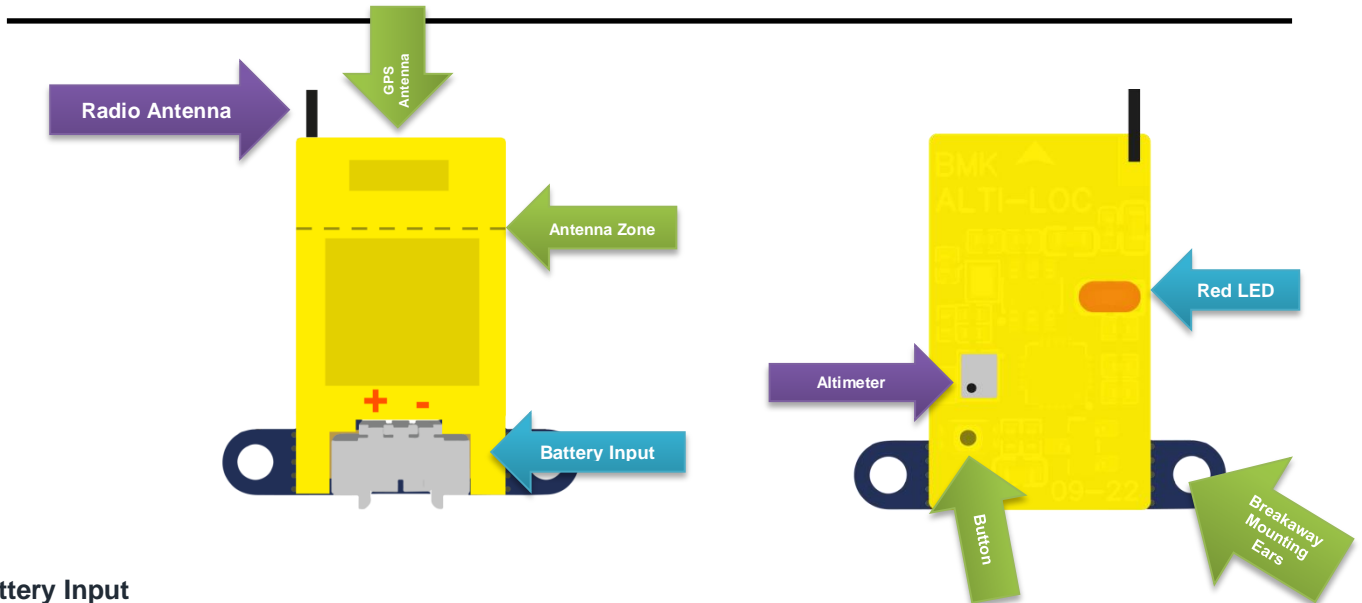 GPS
Antenna
Radio Antenna
Antenna Zone
+ -
Battery Input
BMK
ALTI-LOC
Red LED
Altimeter
09-22
Button
Breakaway
Mounting
Ears
ttery Input